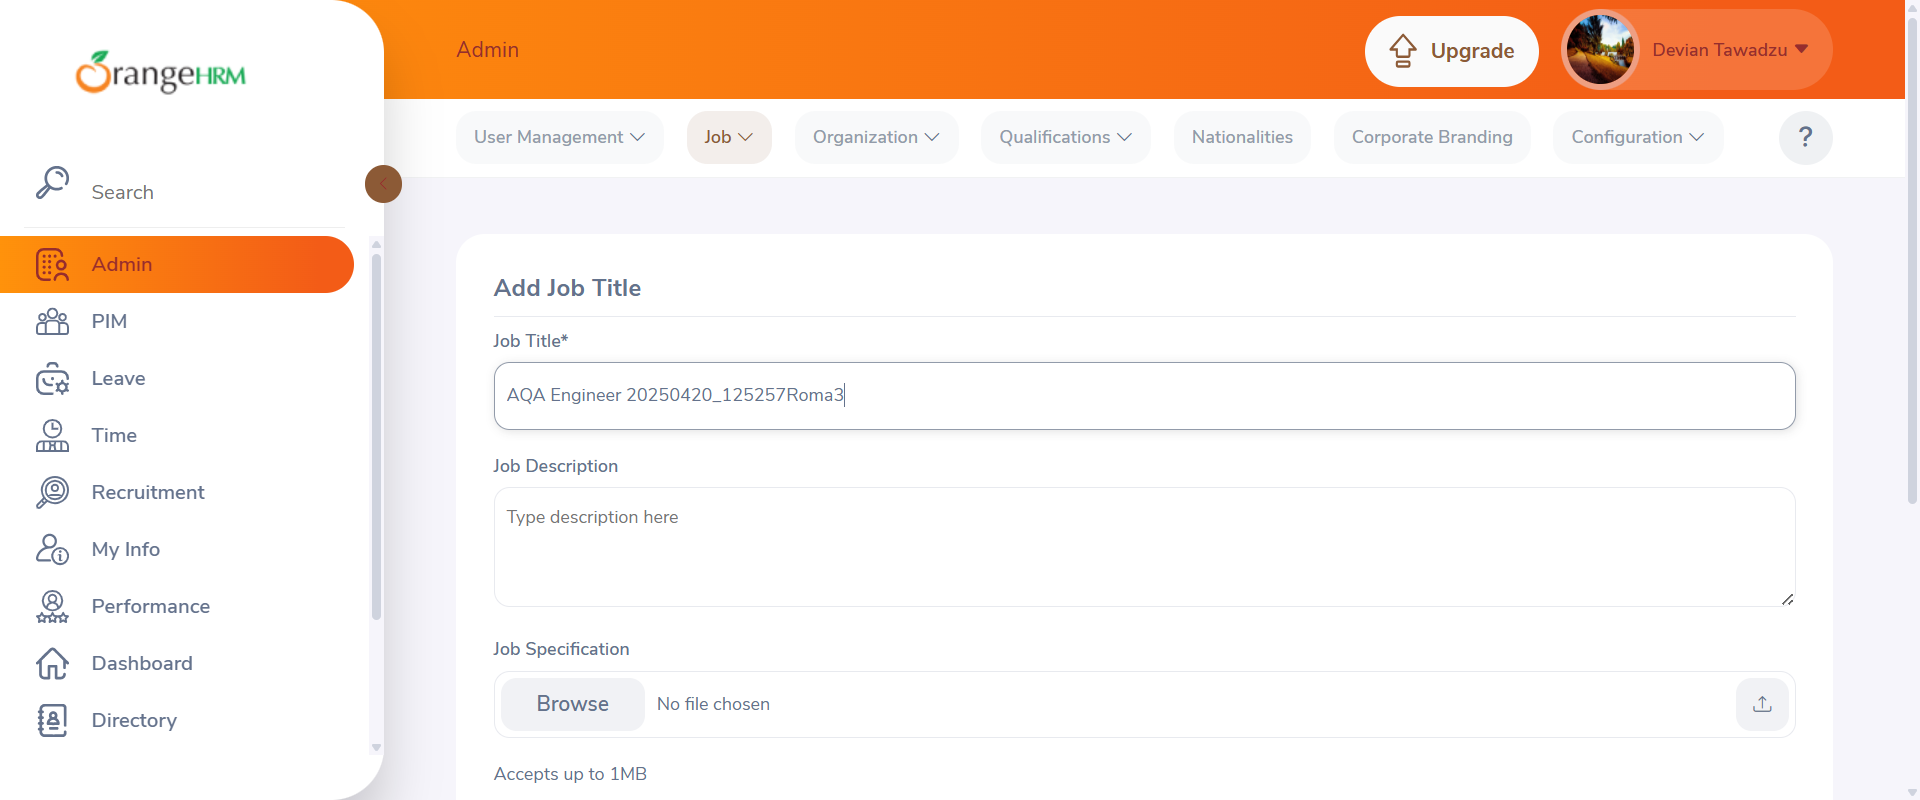 OrangeHRM
Search
Admin
PIM
Leave
Time
Recruitment
My Info
Performance
Dashboard
Directory
Admin
Upgrade
Devian Tawadzu
User Management
Job
Organization
Qualifications
Nationalities
Corporate Branding
Configuration
?
Add Job Title
Job Title*
AQA Engineer 20250420_125257Roma3
Job Description
Type description here
Job Specification
Browse
No file chosen
Accepts up to 1MB